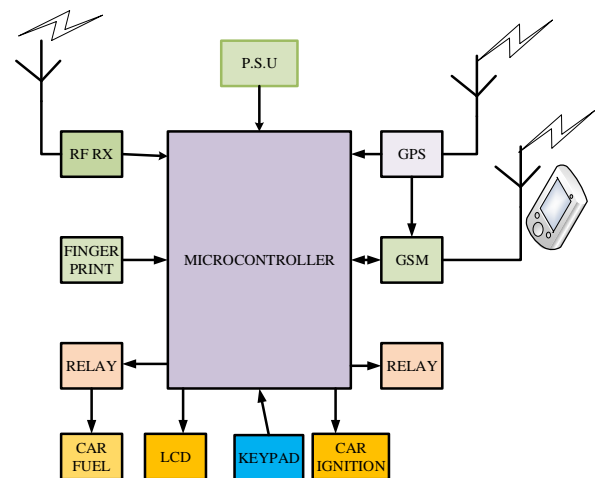 P.S.U
RF RX
GPS
FINGER
PRINT
MICROCONTROLLER
GSM
RELAY
RELAY
CAR
FUEL
LCD
KEYPAD
CAR
IGNITION